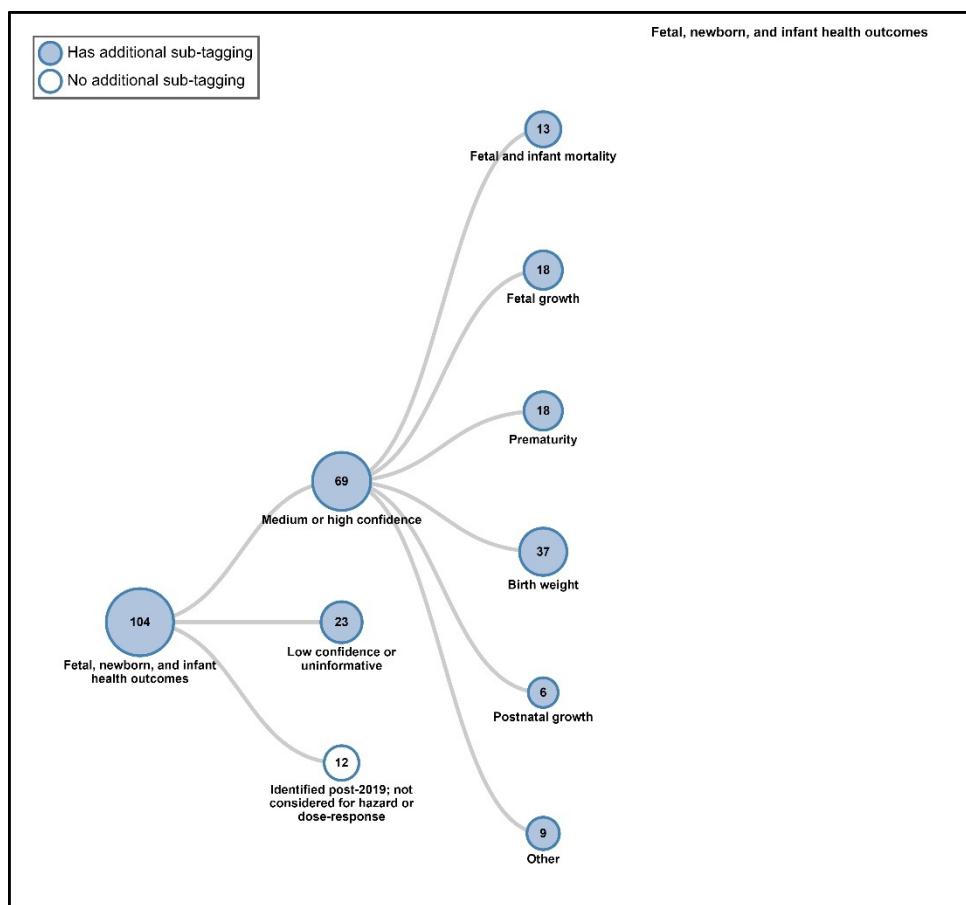 Fetal, newborn, and infant health outcomes
Has additional sub-tagging
No additional sub-tagging
13
Fetal and infant mortality
18
Fetal growth
18
Prematurity
69
Medium or high confidence
37
Birth weight
104
Fetal, newborn, and infant
health outcomes
23
Low confidence or
uninformative
6
Postnatal growth
12
Identified post-2019; not
considered for hazard or
dose-response
9
Other